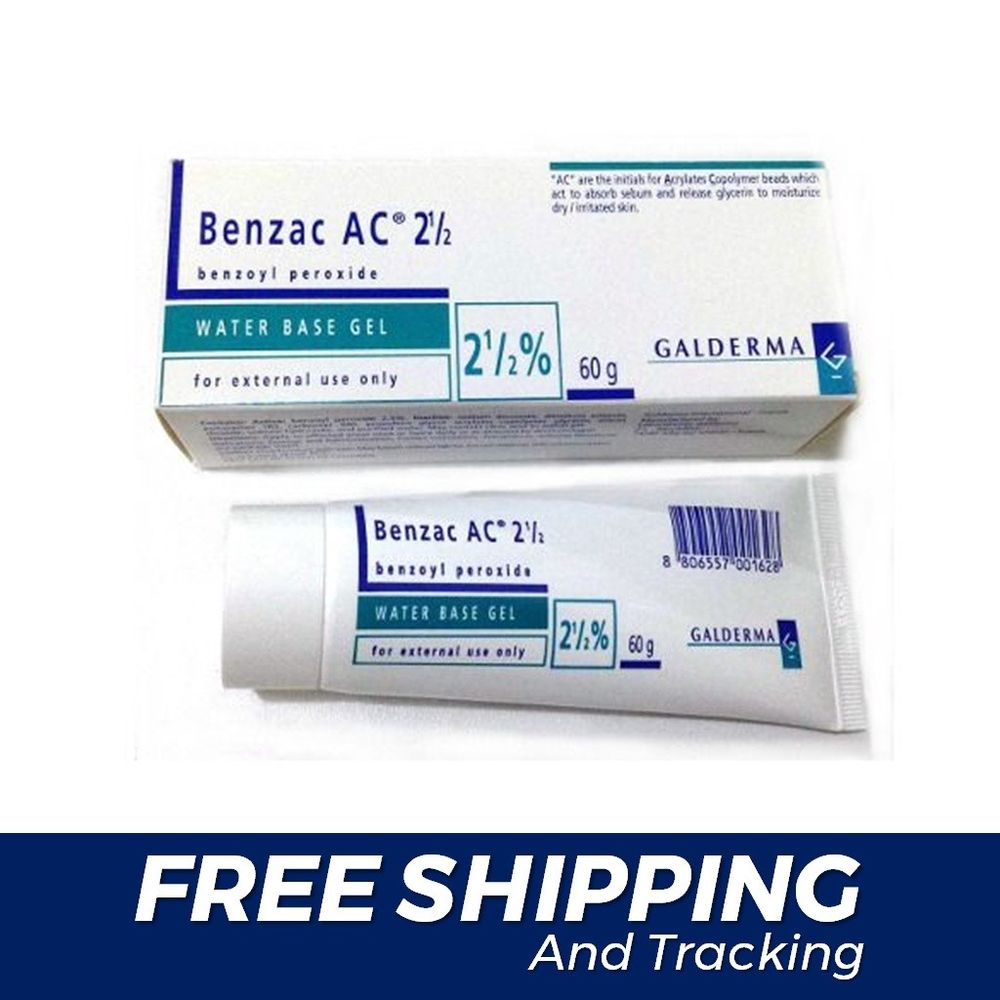 "AC" are the initials for Acrylates Copolymer beads which
act to absorb sebum and release glycerin to moisturize
dry / irritated skin.
Benzac AC® 2½
benzoyl peroxide
WATER BASE GEL
for external use only
2½%
60 g
GALDERMA
Benzac AC® 2½
benzoyl peroxide
WATER BASE GEL
for external use only
2½%
60 g
8 806557 001628
GALDERMA
FREE SHIPPING
And Tracking